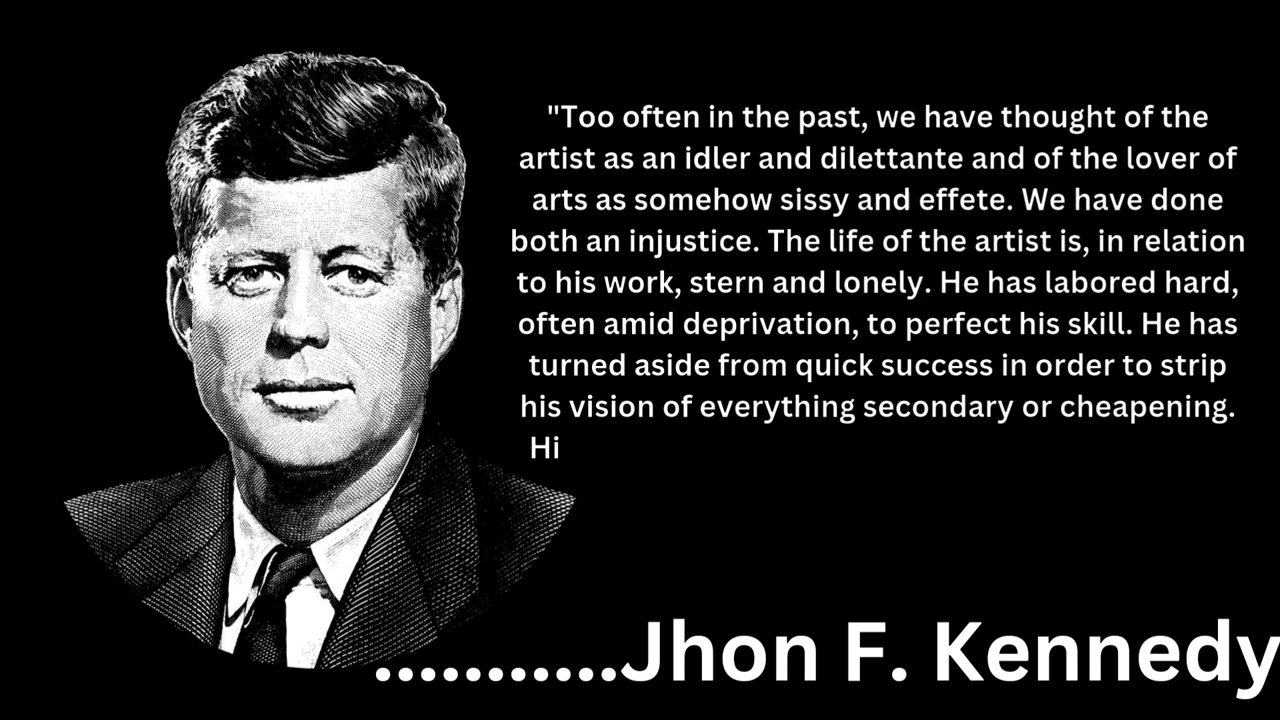 "Too often in the past, we have thought of the
artist as an idler and dilettante and of the lover of
arts as somehow sissy and effete. We have done
both an injustice. The life of the artist is, in relation
to his work, stern and lonely. He has labored hard,
often amid deprivation, to perfect his skill. He has
turned aside from quick success in order to strip
his vision of everything secondary or cheapening.
Hi
...........Jhon F. Kennedy